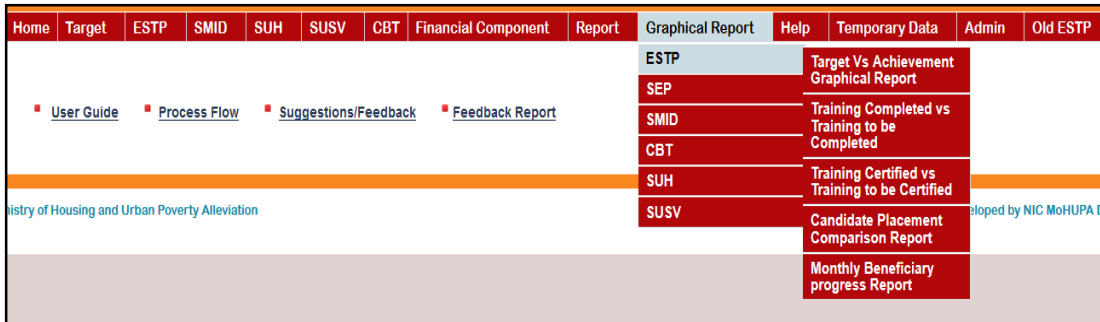 Home Target ESTP SMID SUH SUSV CBT Financial Component Report Graphical Report Help Temporary Data Admin Old ESTP
ESTP
SEP
SMID
CBT
SUH
SUSV
Target Vs Achievement
Graphical Report
Training Completed vs
Training to be
Completed
Training Certified vs
Training to be Certified
Candidate Placement
Comparison Report
Monthly Beneficiary
progress Report
User Guide Process Flow Suggestions/Feedback Feedback Report
nistry of Housing and Urban Poverty Alleviation
eloped by NIC MoHUPA D